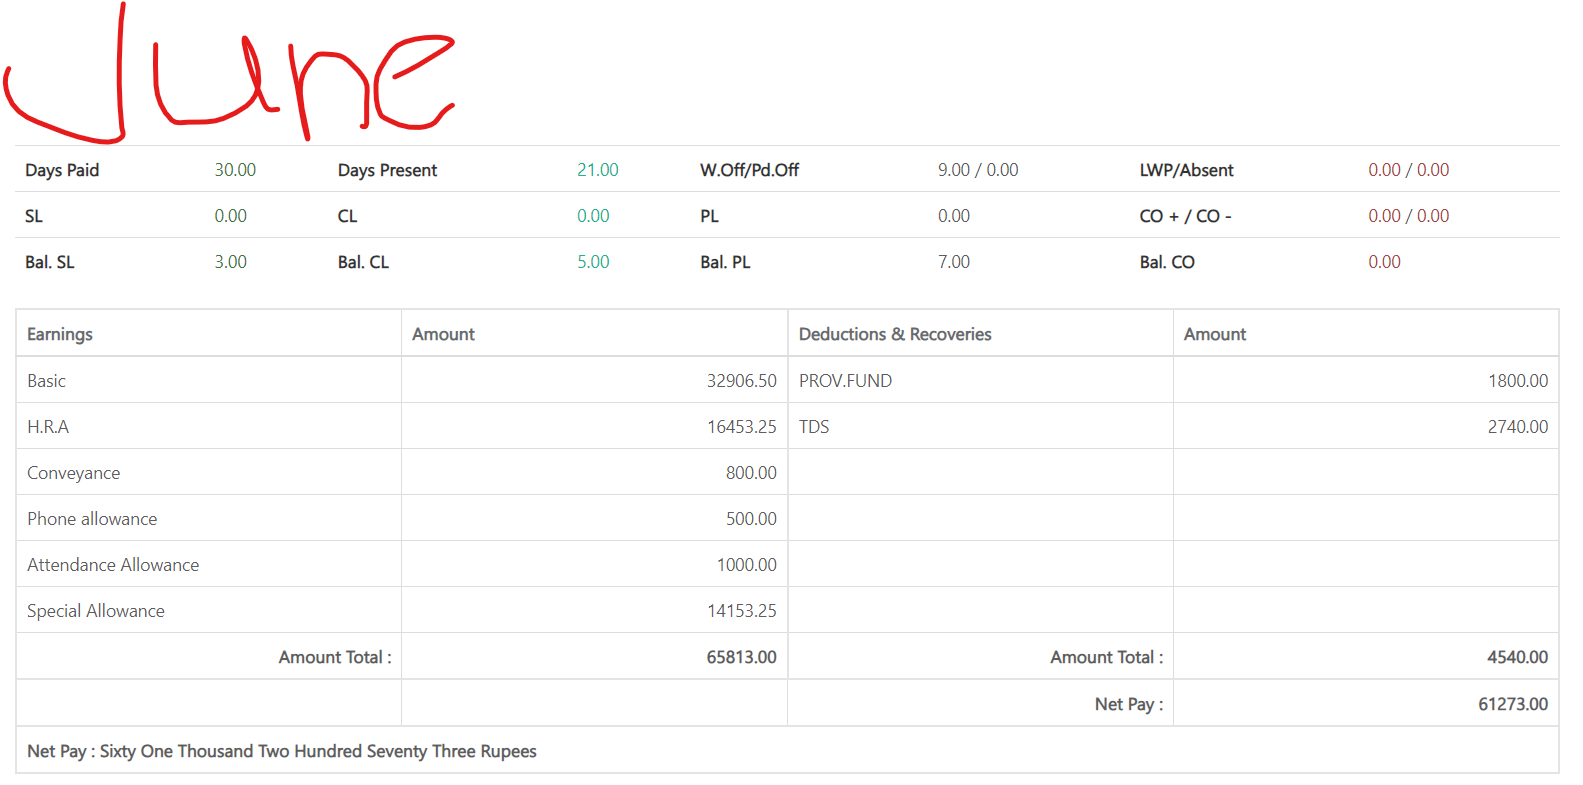 June
Days Paid 30.00 Days Present 21.00 W.Off/Pd.Off 9.00 / 0.00 LWP/Absent 0.00 / 0.00
SL 0.00 CL 0.00 PL 0.00 CO + / CO - 0.00 / 0.00
Bal. SL 3.00 Bal. CL 5.00 Bal. PL 7.00 Bal. CO 0.00
Earnings Amount Deductions & Recoveries Amount
Basic 32906.50 PROV.FUND 1800.00
H.R.A 16453.25 TDS 2740.00
Conveyance 800.00
Phone allowance 500.00
Attendance Allowance 1000.00
Special Allowance 14153.25
Amount Total : 65813.00 Amount Total : 4540.00
Net Pay : 61273.00
Net Pay : Sixty One Thousand Two Hundred Seventy Three Rupees